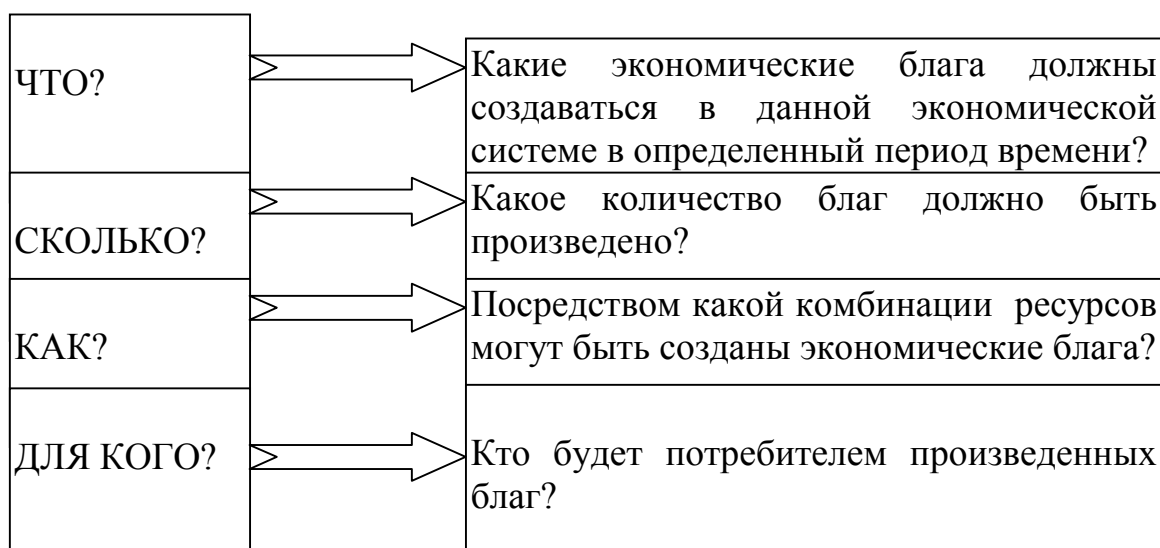 ЧТО?
Какие экономические блага должны
создаваться в данной экономической
системе в определенный период времени?
СКОЛЬКО?
Какое количество благ должно быть
произведено?
КАК?
Посредством какой комбинации ресурсов
могут быть созданы экономические блага?
ДЛЯ КОГО?
Кто будет потребителем произведенных
благ?